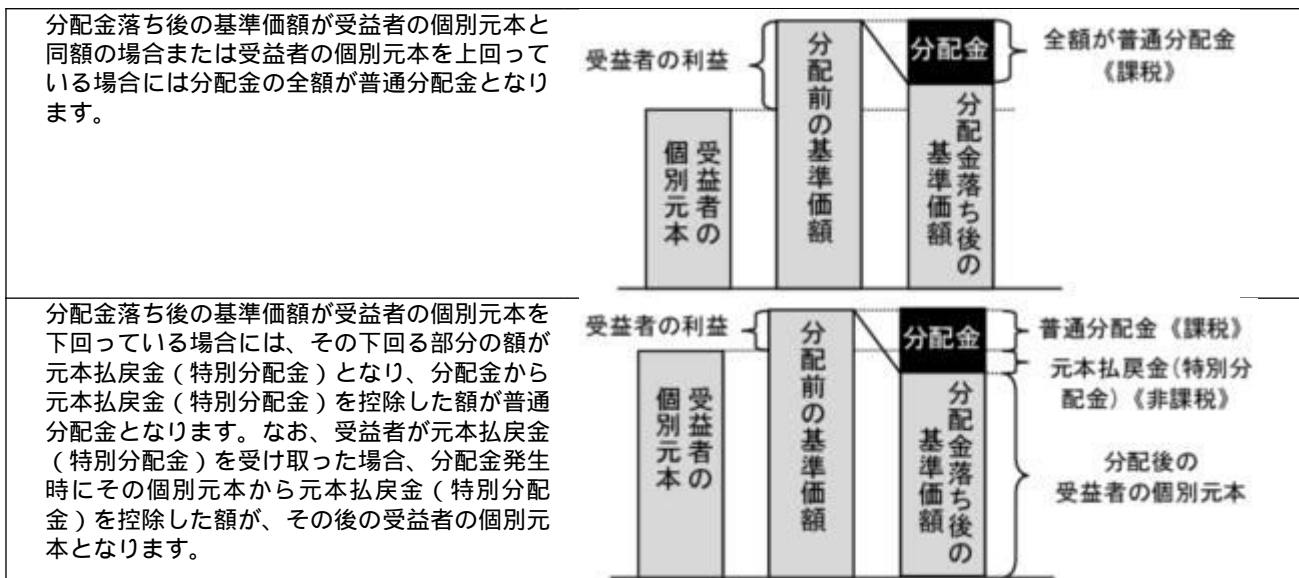 分配金落ち後の基準価額が受益者の個別元本と
同額の場合または受益者の個別元本を上回って
いる場合には分配金の全額が普通分配金となり
ます。
受益者の利益
受益者の
個別元本
分配前の基準価額
分配金
分配金落ち後の
基準価額
全額が普通分配金
《課税》
分配金落ち後の基準価額が受益者の個別元本を
下回っている場合には、その下回る部分の額が
元本払戻金(特別分配金)となり、分配金から
元本払戻金(特別分配金)を控除した額が普通
分配金となります。なお、受益者が元本払戻金
(特別分配金)を受け取った場合、分配金発生
時にその個別元本から元本払戻金(特別分配
金)を控除した額が、その後の受益者の個別元
本となります。
受益者の利益
受益者の
個別元本
分配前の基準価額
分配金
分配金落ち後の
基準価額
普通分配金《課税》
元本払戻金(特別分
配金)《非課税》
分配後の
受益者の個別元本